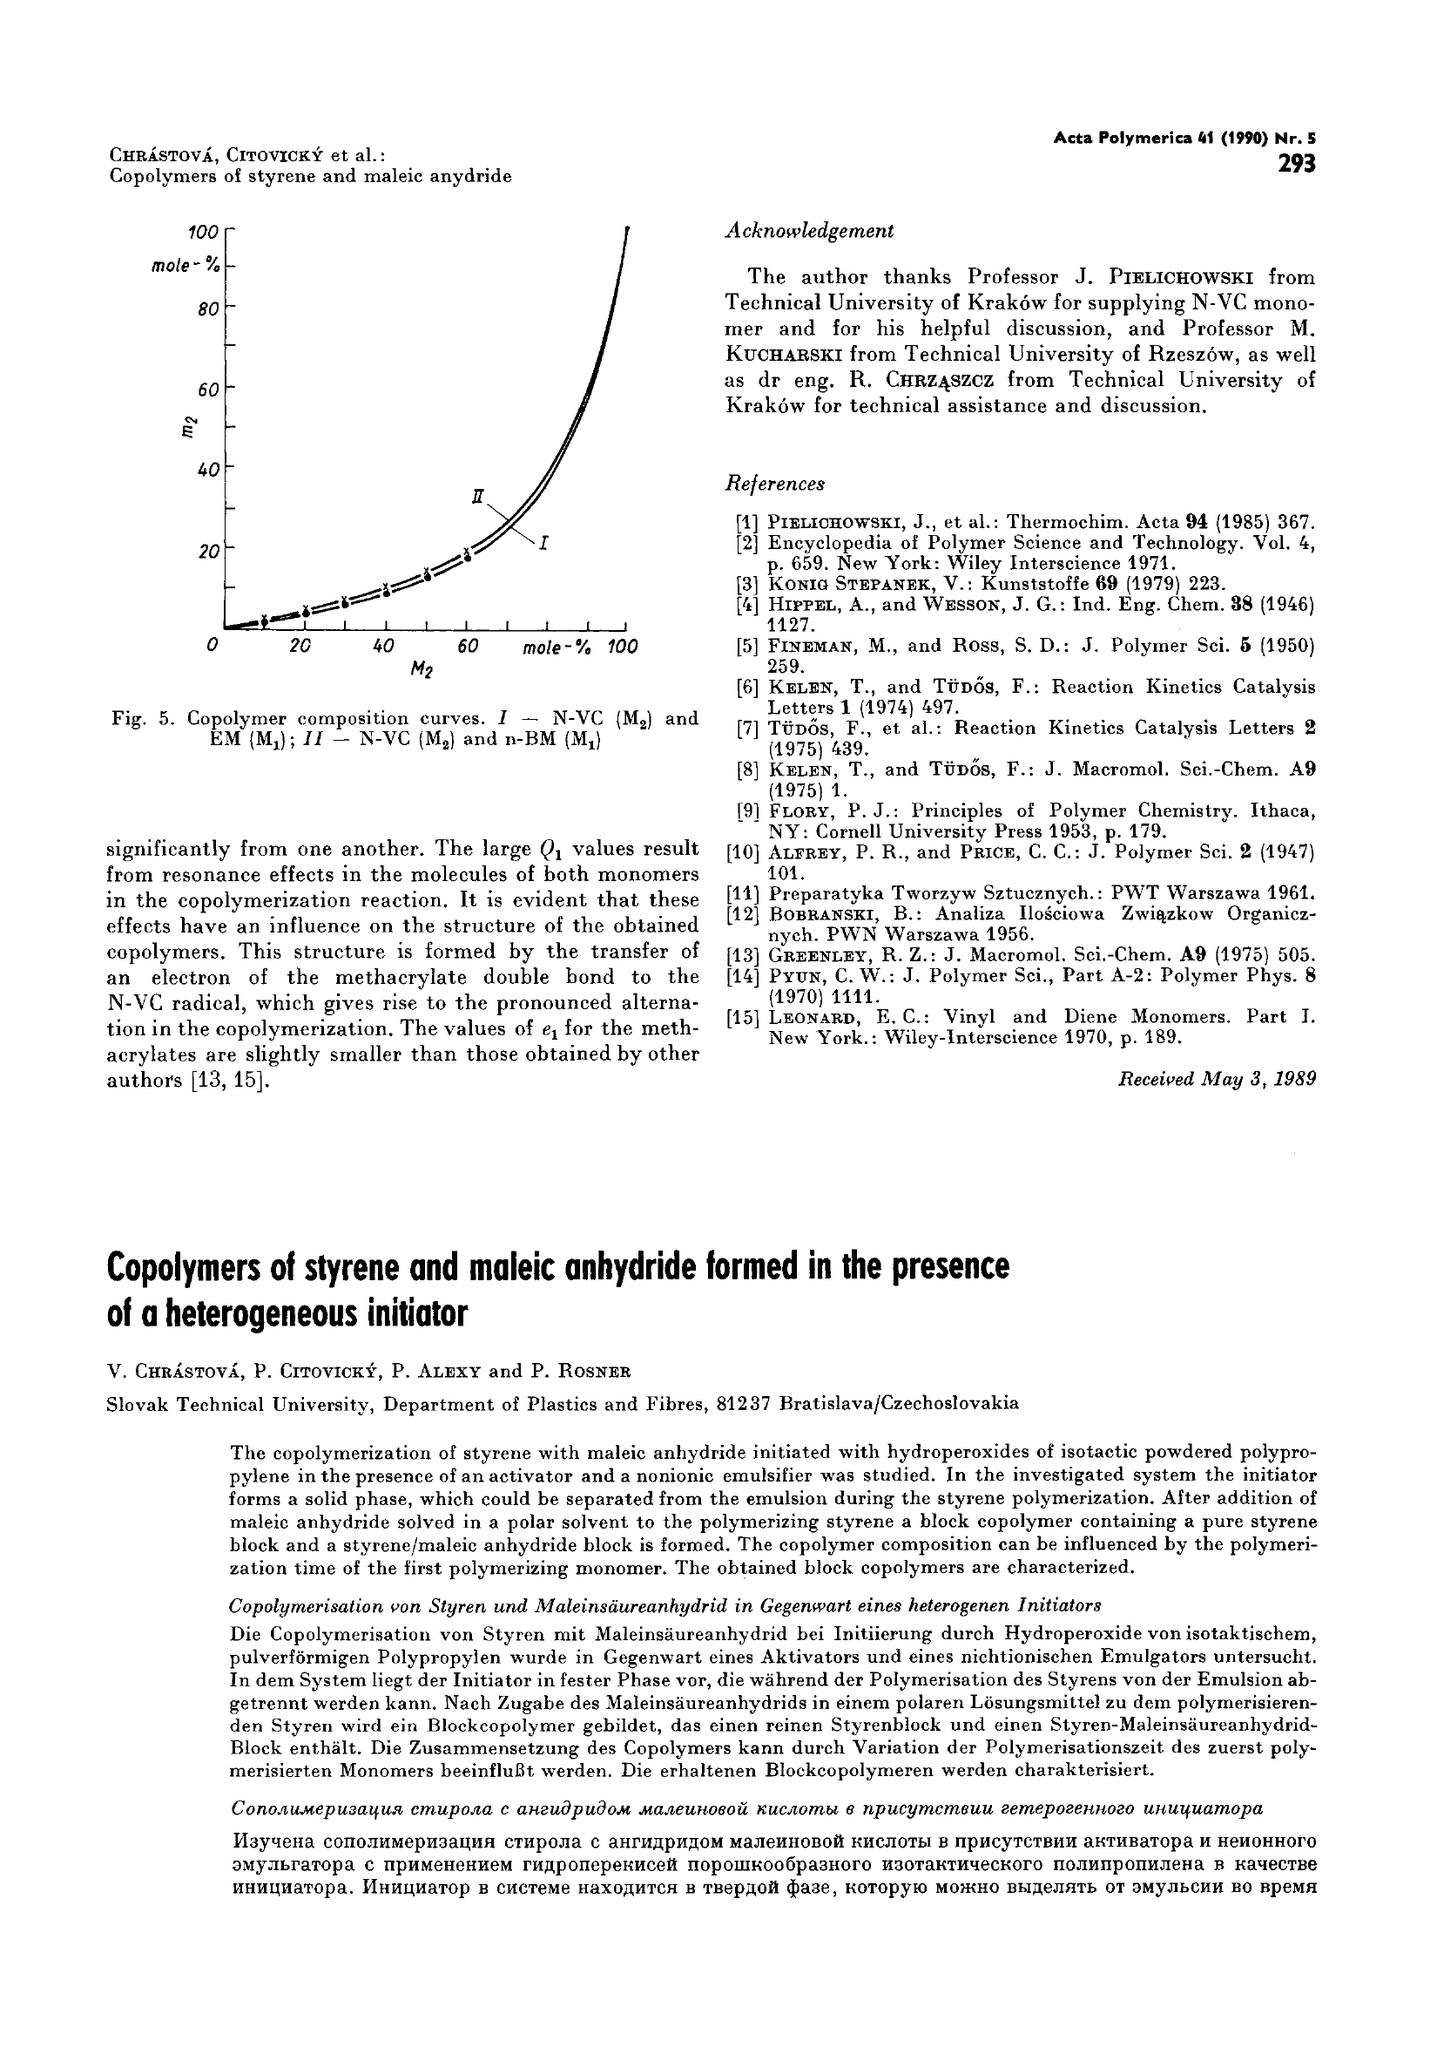 CHRÁSTOVÁ, CITOVICKÝ et al.:
Copolymers of styrene and maleic anydride
Acta Polymerica 41 (1990) Nr. 5
293
100
mole-%
80
60
m2
40
20
II
I
0
20
40
60
mole-%
100
M2
Fig. 5. Copolymer composition curves. I — N-VC (M2) and
EM (M1); II — N-VC (M2) and n-BM (M1)
significantly from one another. The large Q1 values result
from resonance effects in the molecules of both monomers
in the copolymerization reaction. It is evident that these
effects have an influence on the structure of the obtained
copolymers. This structure is formed by the transfer of
an electron of the methacrylate double bond to the
N-VC radical, which gives rise to the pronounced alterna-
tion in the copolymerization. The values of e1 for the meth-
acrylates are slightly smaller than those obtained by other
authors [13, 15].
Acknowledgement
The author thanks Professor J. PIELICHOWSKI from
Technical University of Kraków for supplying N-VC mono-
mer and for his helpful discussion, and Professor M.
KUCHARSKI from Technical University of Rzeszów, as well
as dr eng. R. CHRZĄSZCZ from Technical University of
Kraków for technical assistance and discussion.
References
[1] PIELICHOWSKI, J., et al.: Thermochim. Acta 94 (1985) 367.
[2] Encyclopedia of Polymer Science and Technology. Vol. 4,
p. 659. New York: Wiley Interscience 1971.
[3] KONIG STEPANEK, V.: Kunststoffe 69 (1979) 223.
[4] HIPPEL, A., and WESSON, J. G.: Ind. Eng. Chem. 38 (1946)
1127.
[5] FINEMAN, M., and ROSS, S. D.: J. Polymer Sci. 5 (1950)
259.
[6] KELEN, T., and TÜDŐS, F.: Reaction Kinetics Catalysis
Letters 1 (1974) 497.
[7] TÜDŐS, F., et al.: Reaction Kinetics Catalysis Letters 2
(1975) 439.
[8] KELEN, T., and TÜDŐS, F.: J. Macromol. Sci.-Chem. A9
(1975) 1.
[9] FLORY, P. J.: Principles of Polymer Chemistry. Ithaca,
NY: Cornell University Press 1953, p. 179.
[10] ALFREY, P. R., and PRICE, C. C.: J. Polymer Sci. 2 (1947)
101.
[11] Preparatyka Tworzyw Sztucznych.: PWT Warszawa 1961.
[12] BOBRANSKI, B.: Analiza Ilościowa Związkow Organicz-
nych. PWN Warszawa 1956.
[13] GREENLEY, R. Z.: J. Macromol. Sci.-Chem. A9 (1975) 505.
[14] PYUN, C. W.: J. Polymer Sci., Part A-2: Polymer Phys. 8
(1970) 1111.
[15] LEONARD, E. C.: Vinyl and Diene Monomers. Part I.
New York.: Wiley-Interscience 1970, p. 189.
Received May 3, 1989
Copolymers of styrene and maleic anhydride formed in the presence
of a heterogeneous initiator
V. CHRÁSTOVÁ, P. CITOVICKÝ, P. ALEXY and P. ROSNER
Slovak Technical University, Department of Plastics and Fibres, 81237 Bratislava/Czechoslovakia
The copolymerization of styrene with maleic anhydride initiated with hydroperoxides of isotactic powdered polypro-
pylene in the presence of an activator and a nonionic emulsifier was studied. In the investigated system the initiator
forms a solid phase, which could be separated from the emulsion during the styrene polymerization. After addition of
maleic anhydride solved in a polar solvent to the polymerizing styrene a block copolymer containing a pure styrene
block and a styrene/maleic anhydride block is formed. The copolymer composition can be influenced by the polymeri-
zation time of the first polymerizing monomer. The obtained block copolymers are characterized.
Copolymerisation von Styren und Maleinsäureanhydrid in Gegenwart eines heterogenen Initiators
Die Copolymerisation von Styren mit Maleinsäureanhydrid bei Initiierung durch Hydroperoxide von isotaktischem,
pulverförmigen Polypropylen wurde in Gegenwart eines Aktivators und eines nichtionischen Emulgators untersucht.
In dem System liegt der Initiator in fester Phase vor, die während der Polymerisation des Styrens von der Emulsion ab-
getrennt werden kann. Nach Zugabe des Maleinsäureanhydrids in einem polaren Lösungsmittel zu dem polymerisieren-
den Styren wird ein Blockcopolymer gebildet, das einen reinen Styrenblock und einen Styren-Maleinsäureanhydrid-
Block enthält. Die Zusammensetzung des Copolymers kann durch Variation der Polymerisationszeit des zuerst poly-
merisierten Monomers beeinflußt werden. Die erhaltenen Blockcopolymeren werden charakterisiert.
Сополимеризация стирола с ангидридом малеиновой кислоты в присутствии гетерогенного инициатора
Изучена сополимеризация стирола с ангидридом малеиновой кислоты в присутствии активатора и неионного
эмульгатора с применением гидроперекисей порошкообразного изотактического полипропилена в качестве
инициатора. Инициатор в системе находится в твердой фазе, которую можно выделять от эмульсии во время